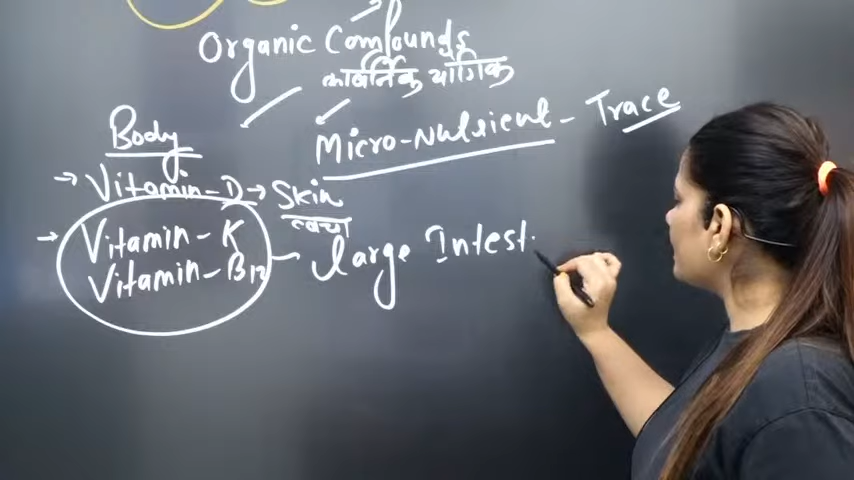 Organic Compounds
कार्बनिक यौगिक
Body
Micro-Nutrient - Trace
Vitamin-D → Skin
त्वचा
Vitamin-K
Vitamin-B12
large Intest